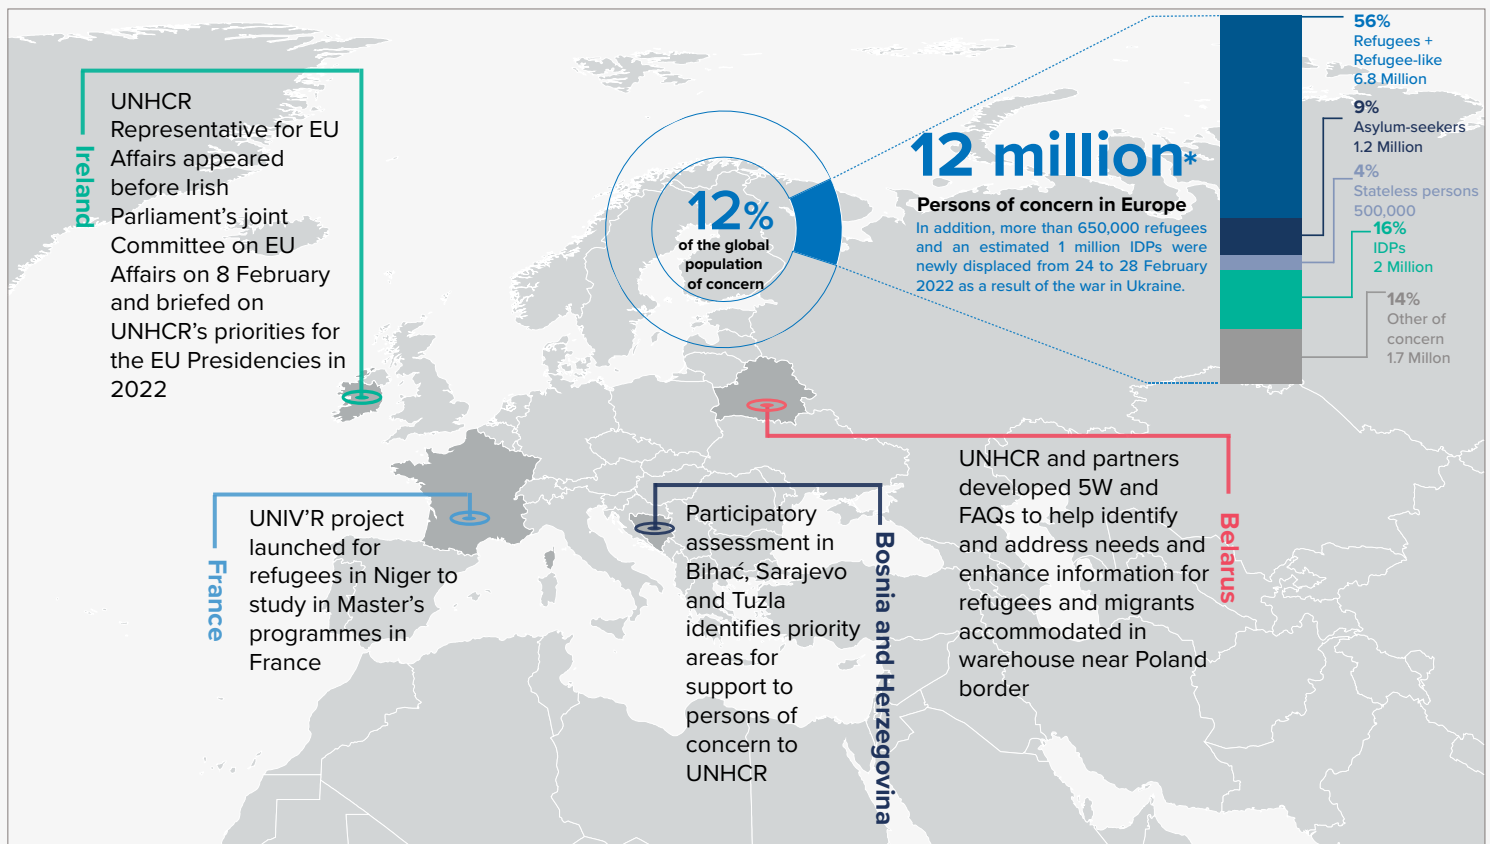 Ireland
UNHCR
Representative for EU
Affairs appeared
before Irish
Parliament's joint
Committee on EU
Affairs on 8 February
and briefed on
UNHCR's priorities for
the EU Presidencies in
2022
12%
of the global
population
of concern
12 million*
Persons of concern in Europe
In addition, more than 650,000 refugees
and an estimated 1 million IDPs were
newly displaced from 24 to 28 February
2022 as a result of the war in Ukraine.
56%
Refugees +
Refugee-like
6.8 Million
9%
Asylum-seekers
1.2 Million
4%
Stateless persons
500,000
16%
IDPs
2 Million
14%
Other of
concern
1.7 Millon
France
UNIV'R project
launched for
refugees in Niger to
study in Master's
programmes in
France
Participatory
assessment in
Bihać, Sarajevo
and Tuzla
identifies priority
areas for
support to
persons of
concern to
UNHCR
Bosnia and Herzegovina
UNHCR and partners
developed 5W and
FAQs to help identify
and address needs and
enhance information for
refugees and migrants
accommodated in
warehouse near Poland
border
Belarus